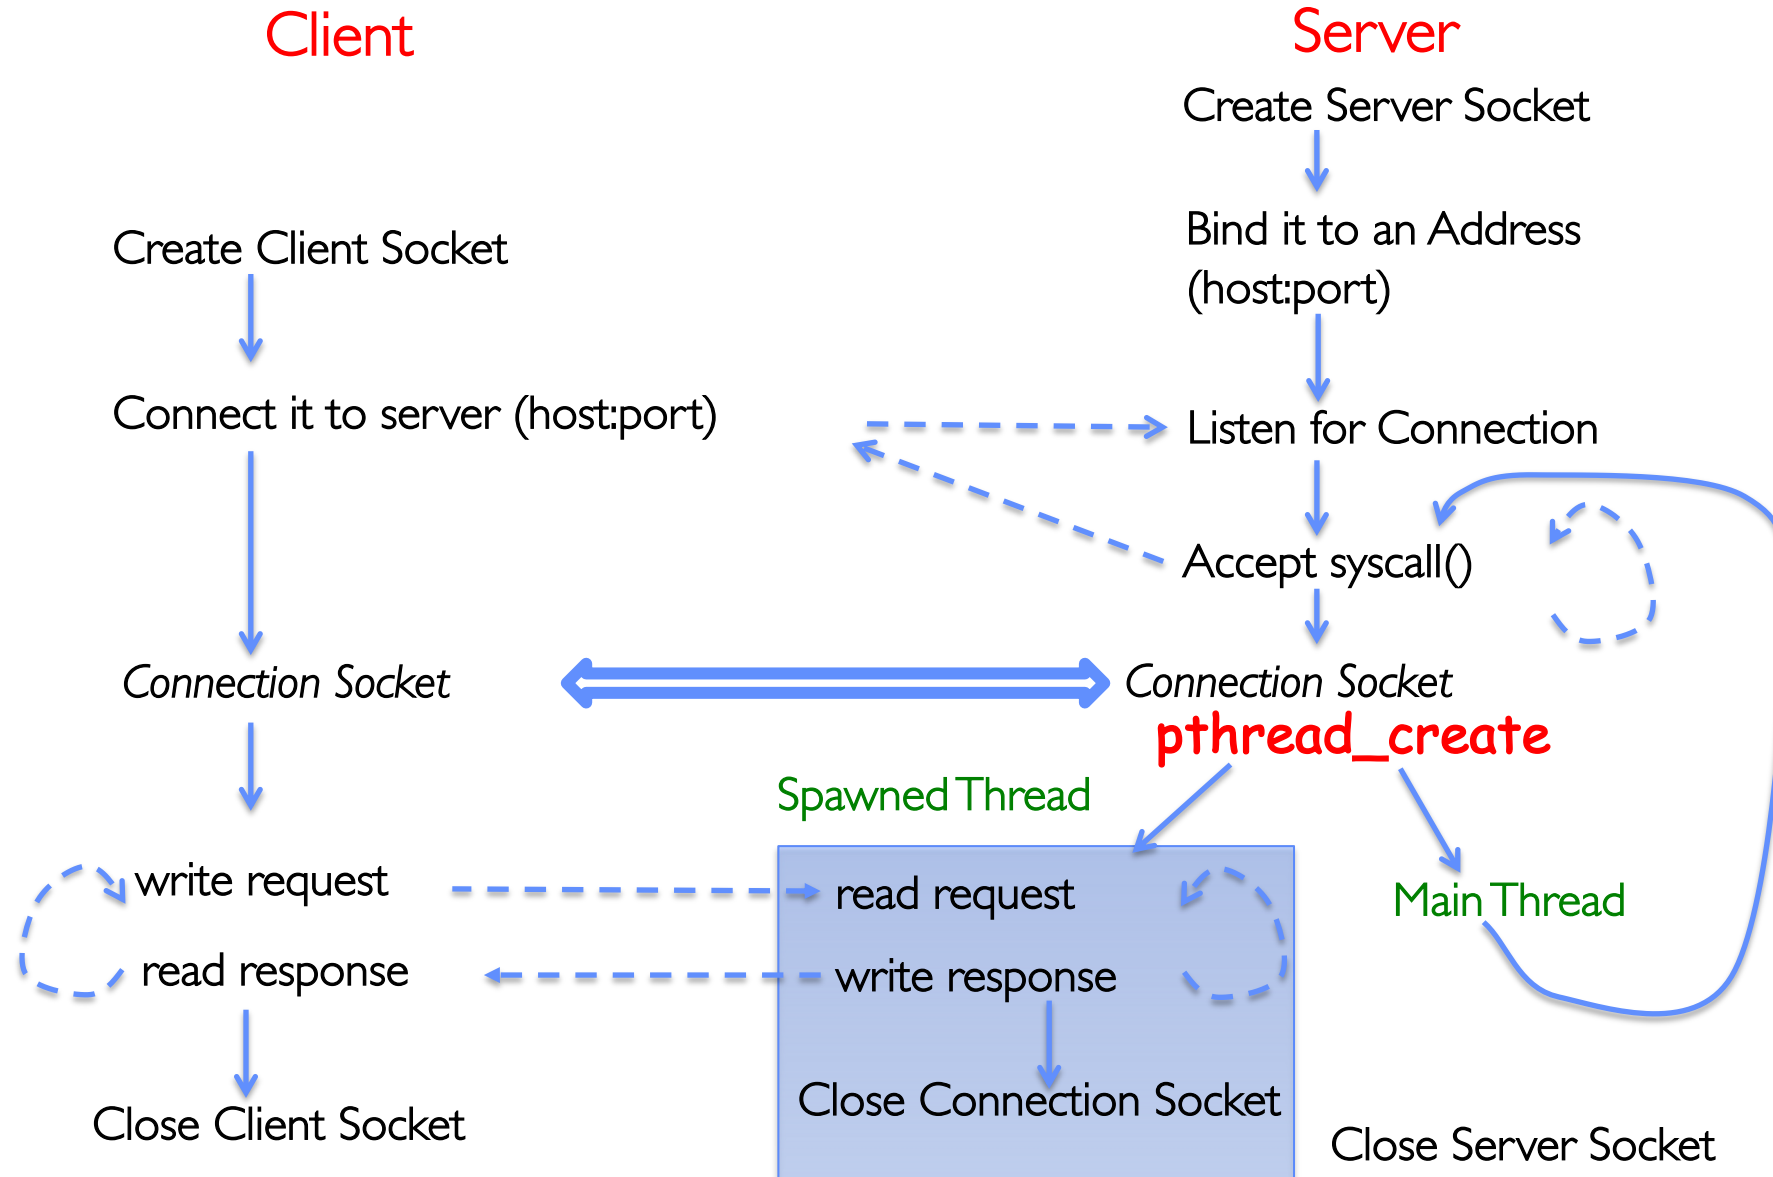 Client
Server
Create Server Socket
Bind it to an Address
(host:port)
Create Client Socket
Connect it to server (host:port)
Listen for Connection
Accept syscall()
Connection Socket
Connection Socket
pthread_create
Spawned Thread
write request
read request
Main Thread
read response
write response
Close Connection Socket
Close Client Socket
Close Server Socket